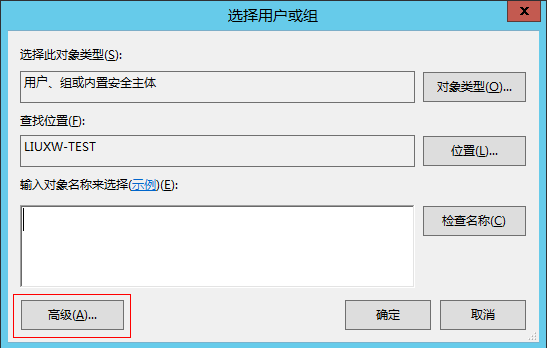 选择用户或组
x
选择此对象类型(S):
用户、组或内置安全主体
对象类型(O)...
查找位置(F):
LIUXW-TEST
位置(L)...
输入对象名称来选择(示例)(E):
检查名称(C)
高级(A)...
确定
取消